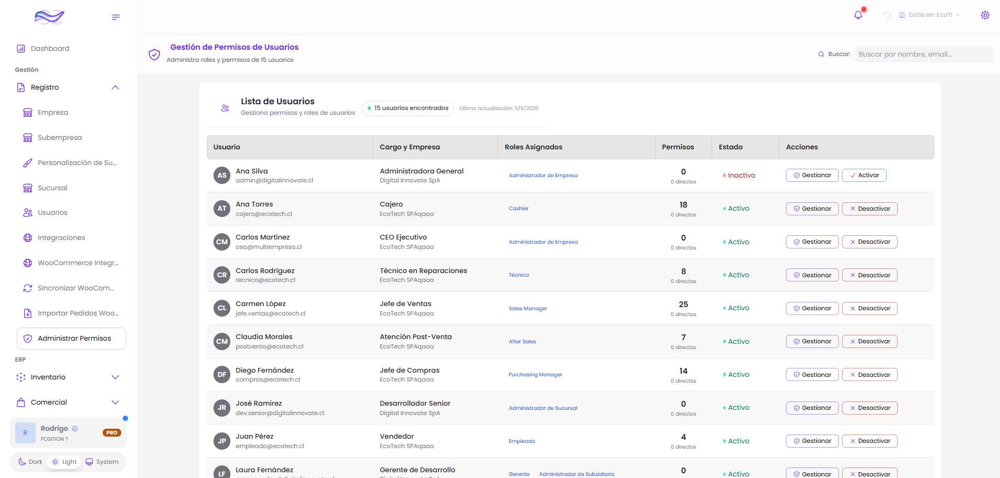 Estás en: EcoTI
Dashboard
Gestión
Registro
Empresa
Subempresa
Personalización de Su...
Sucursal
Usuarios
Integraciones
WooCommerce Integr...
Sincronizar WooCom...
Importar Pedidos Woo...
Administrar Permisos
ERP
Inventario
Comercial
R
Rodrigo
POSITION ?
PRO
Dark
Light
System
Gestión de Permisos de Usuarios
Administra roles y permisos de 15 usuarios
Buscar:
Buscar por nombre, email...
Lista de Usuarios
Gestiona permisos y roles de usuarios
15 usuarios encontrados
Última actualización: 11/9/2025
Usuario Cargo y Empresa Roles Asignados Permisos Estado Acciones
AS Ana Silva Administradora General Administrador de Empresa 0 Inactivo Gestionar Activar
admin@digitalinnovate.cl Digital Innovate SpA 0 directos
AT Ana Torres Cajero Cashier 18 Activo Gestionar Desactivar
cajero@ecotech.cl EcoTech SPAqaaa 0 directos
CM Carlos Martínez CEO Ejecutivo Administrador de Empresa 0 Activo Gestionar Desactivar
ceo@multiempresa.cl EcoTech SPAqaaa 0 directos
CR Carlos Rodríguez Técnico en Reparaciones Técnico 8 Activo Gestionar Desactivar
tecnico@ecotech.cl EcoTech SPAqaaa 0 directos
CL Carmen López Jefe de Ventas Sales Manager 25 Activo Gestionar Desactivar
jefe.ventas@ecotech.cl EcoTech SPAqaaa 0 directos
CM Claudia Morales Atención Post-Venta After Sales 7 Activo Gestionar Desactivar
postventa@ecotech.cl EcoTech SPAqaaa 0 directos
DF Diego Fernández Jefe de Compras Purchasing Manager 14 Activo Gestionar Desactivar
compras@ecotech.cl EcoTech SPAqaaa 0 directos
JR José Ramirez Desarrollador Senior Administrador de Sucursal 0 Activo Gestionar Desactivar
dev.senior@digitalinnovate.cl Digital Innovate SpA 0 directos
JP Juan Pérez Vendedor Empleado 4 Activo Gestionar Desactivar
empleado@ecotech.cl EcoTech SPAqaaa 0 directos
LF Laura Fernández Gerente de Desarrollo Gerente Administrador de Subsidiaria 0 Activo Gestionar Desactivar